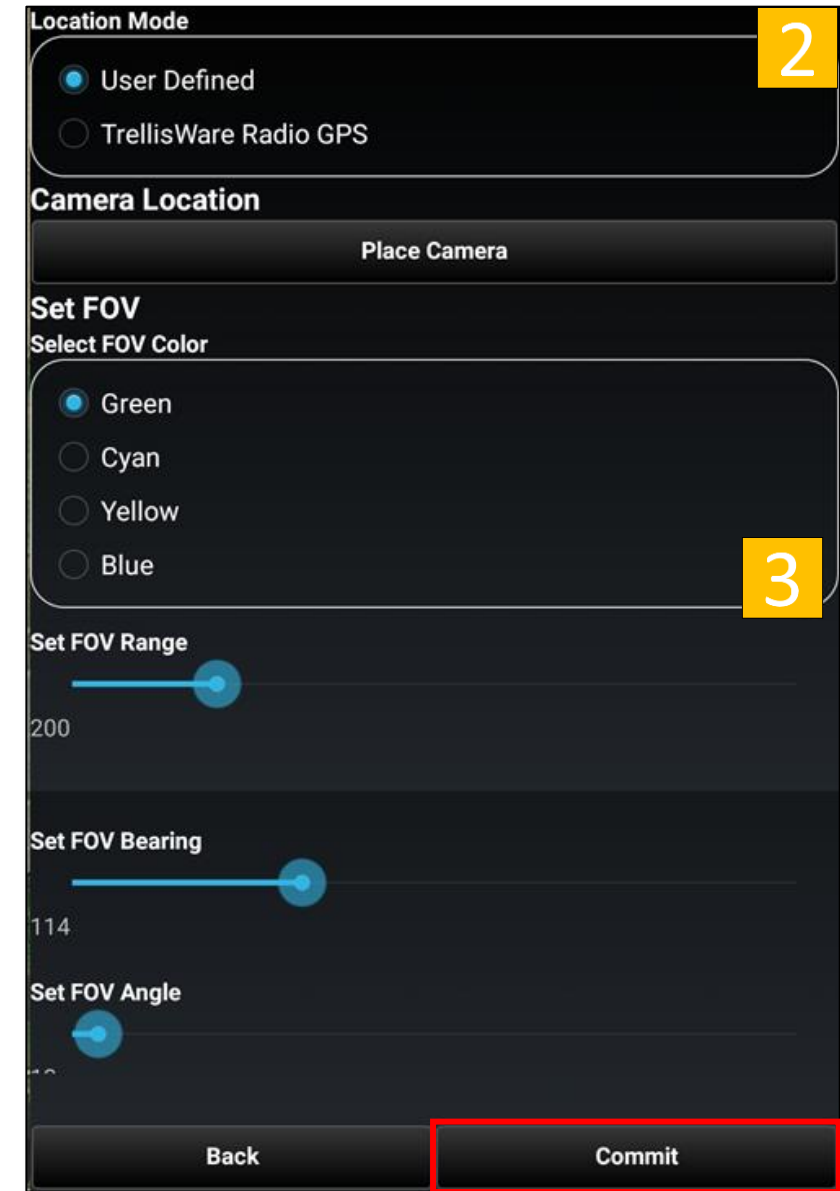 Location Mode
2
User Defined
TrellisWare Radio GPS
Camera Location
Place Camera
Set FOV
Select FOV Color
Green
Cyan
Yellow
Blue
3
Set FOV Range
200
Set FOV Bearing
114
Set FOV Angle
Back
Commit